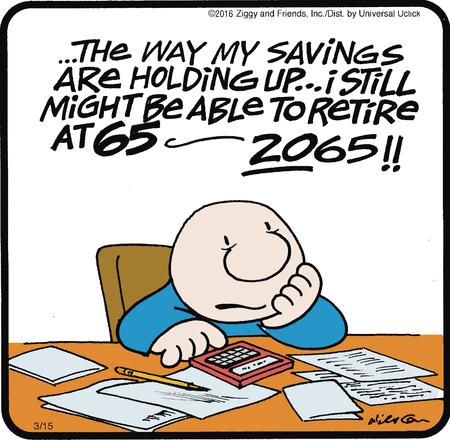 ©2016 Ziggy and Friends, Inc./Dist. by Universal Uclick
...THE WAY MY SAVINGS
ARE HOLDING UP...i STILL
MiGHT BE ABLE TO RETIRE
AT 65 — 2065!!
3/15